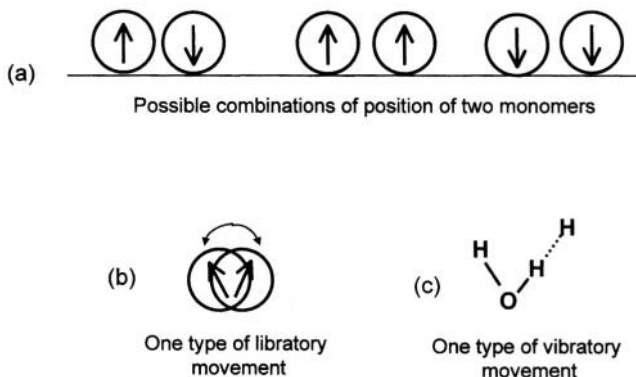 (a)
Possible combinations of position of two monomers
(b)
One type of libratory
movement
(c)
H
H
H
O
One type of vibratory
movement